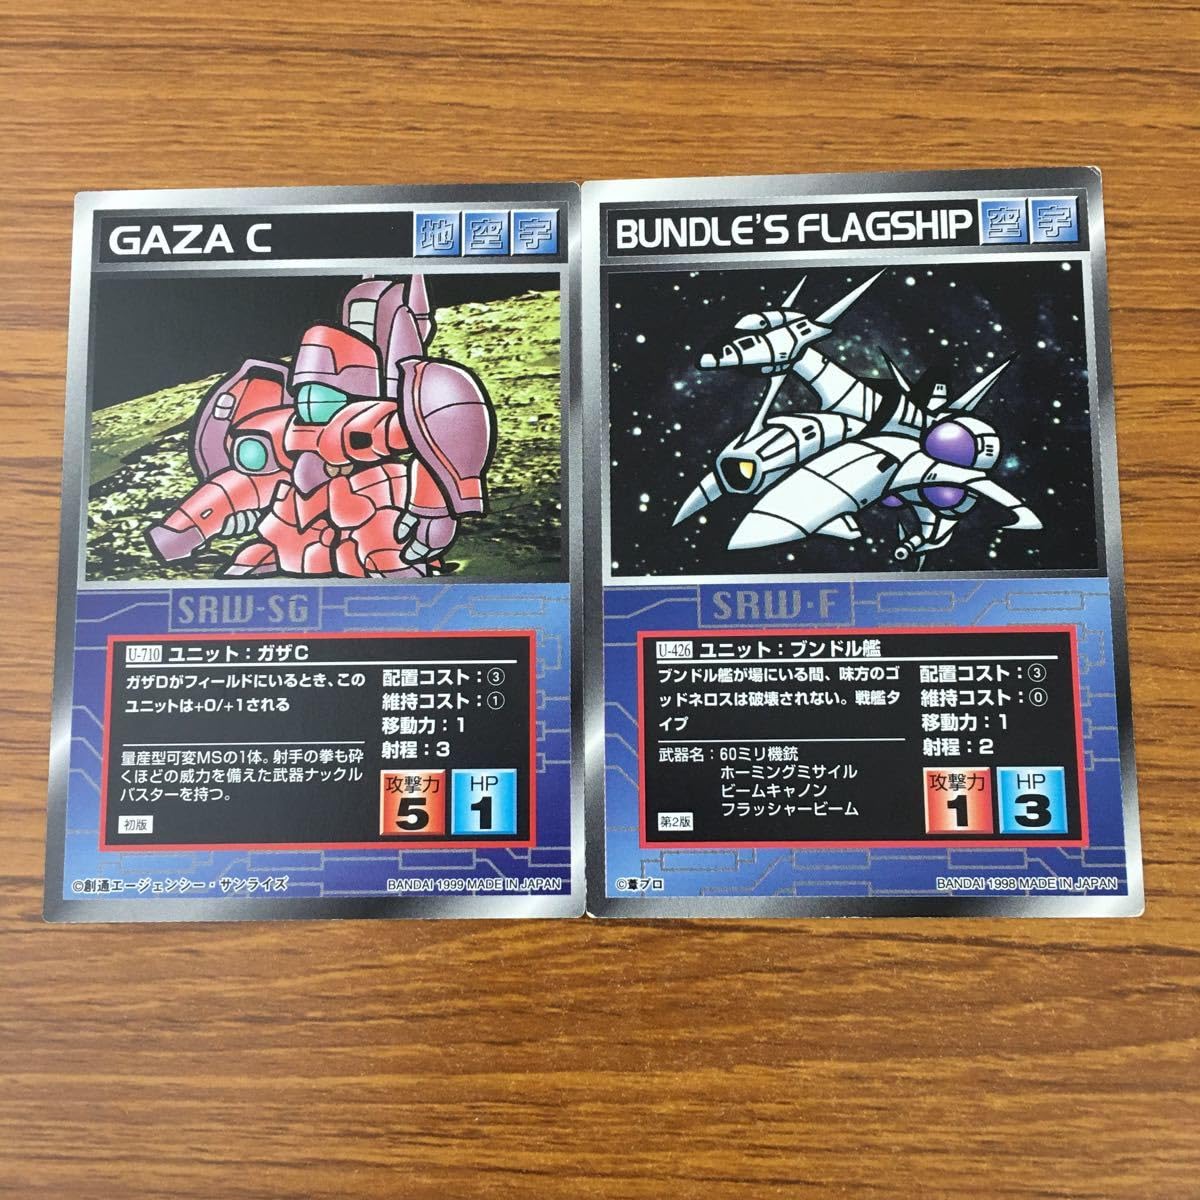 GAZA C 地空宇
SRW-SG
U-710 ユニット：ガザC
ガザDがフィールドにいるとき、この
ユニットは+0/+1される
量産型可変MSの1体。射手の拳も砕
くほどの威力を備えた武器ナックル
バスターを持つ。
初版
配置コスト：③
維持コスト：①
移動力：1
射程：3
攻撃力 HP
5 1
©創通エージェンシー・サンライズ BANDAI 1999 MADE IN JAPAN
BUNDLE'S FLAGSHIP 空宇
SRW・F
U-426 ユニット：ブンドル艦
ブンドル艦が場にいる間、味方のゴ
ッドネロスは破壊されない。戦艦タ
イプ
武器名：60ミリ機銃
ホーミングミサイル
ビームキャノン
フラッシャービーム
第2版
配置コスト：③
維持コスト：⓪
移動力：1
射程：2
攻撃力 HP
1 3
©葦プロ BANDAI 1998 MADE IN JAPAN